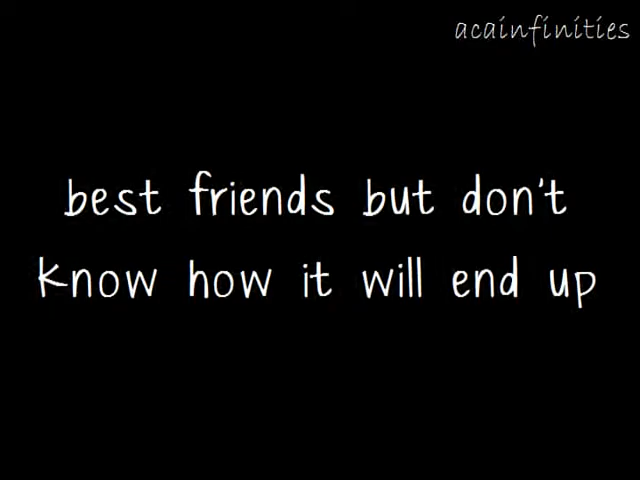 acainfinities
best friends but don't
know how it will end up